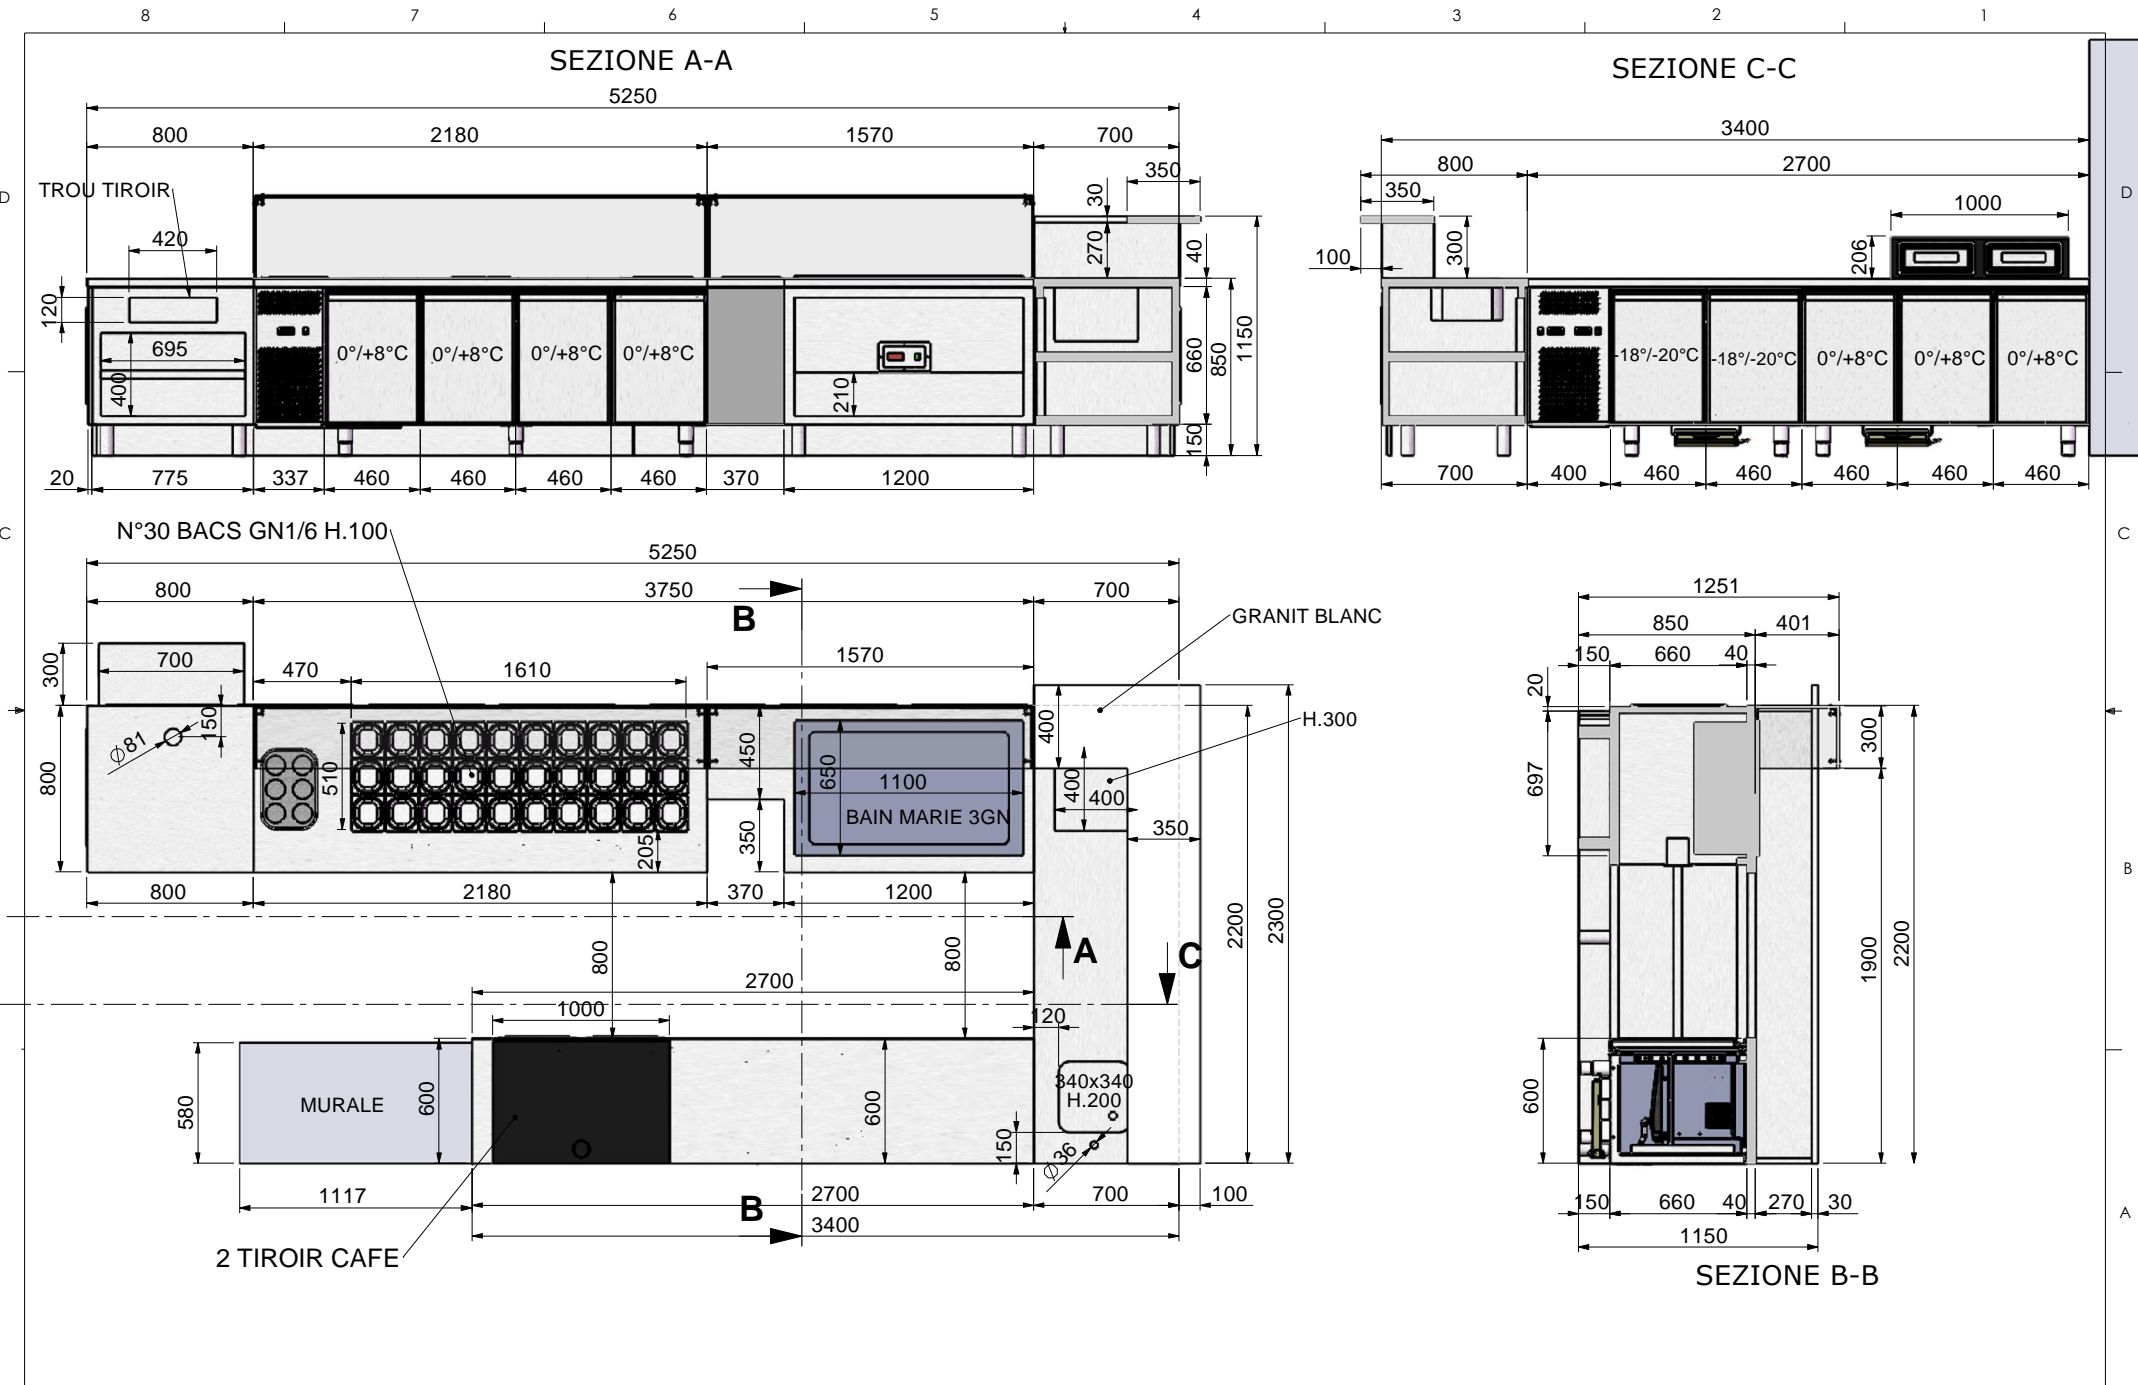 8 7 6 5 4 3 2 1
SEZIONE A-A
SEZIONE C-C
5250
800 2180 1570 700
3400
800 2700
350
350
1000
D
D
TROU TIROIR
420
30
270
40
100
300
206
120
695
400
0°/+8°C 0°/+8°C 0°/+8°C 0°/+8°C
210
660
850
1150
150
-18°/-20°C -18°/-20°C 0°/+8°C 0°/+8°C 0°/+8°C
20 775 337 460 460 460 460 370 1200
700 400 460 460 460 460 460
C
C
N°30 BACS GN1/6 H.100
5250
800 3750 700
B
GRANIT BLANC
1570
300
700
470 1610
H.300
800
Φ81
150
510
450
650
1100
BAIN MARIE 3GN
400
400
400
350
350
205
800 2180 370 1200
800
800
A
C
2200
2300
2700
1000
120
580
MURALE
600
600
340x340
H.200
150
Φ36
1117
2700 700 100
B
3400
2 TIROIR CAFE
1251
850 401
150 660 40
20
697
300
1900
2200
600
150 660 40 270 30
1150
SEZIONE B-B
B
A